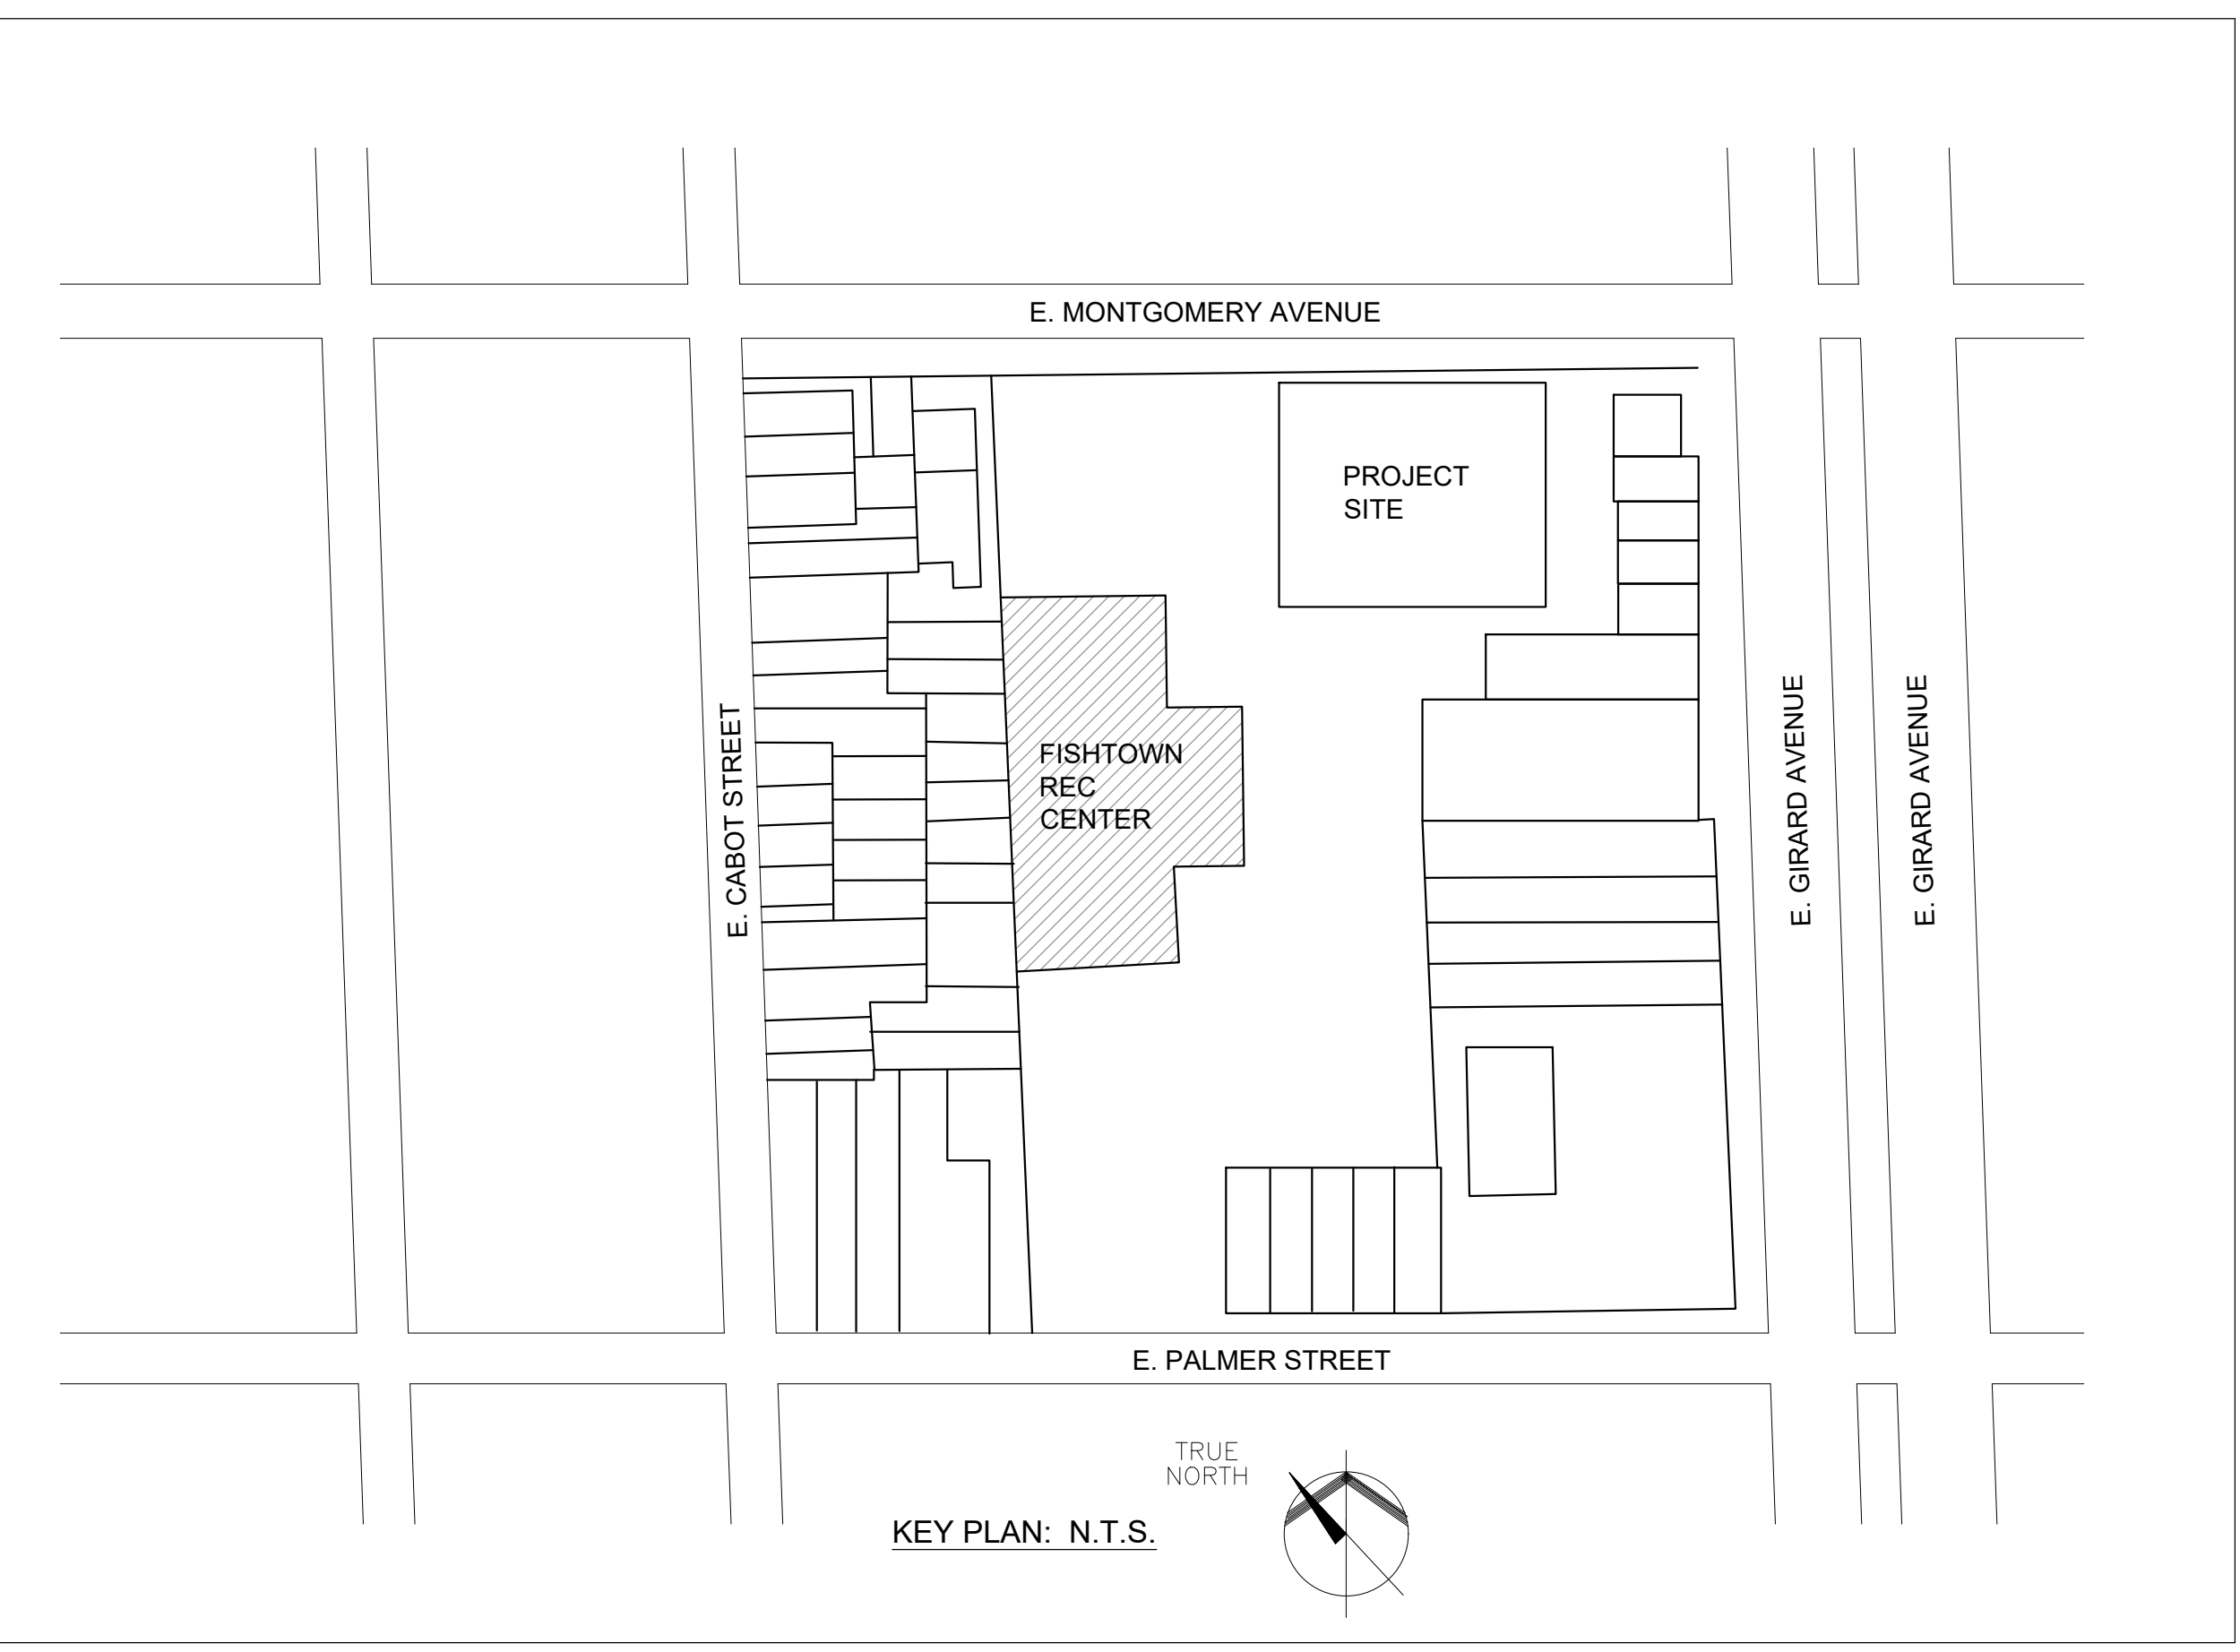 E. MONTGOMERY AVENUE
PROJECT
SITE
E. CABOT STREET
FISHTOWN
REC
CENTER
E. GIRARD AVENUE
E. GIRARD AVENUE
E. PALMER STREET
TRUE
NORTH
KEY PLAN: N.T.S.